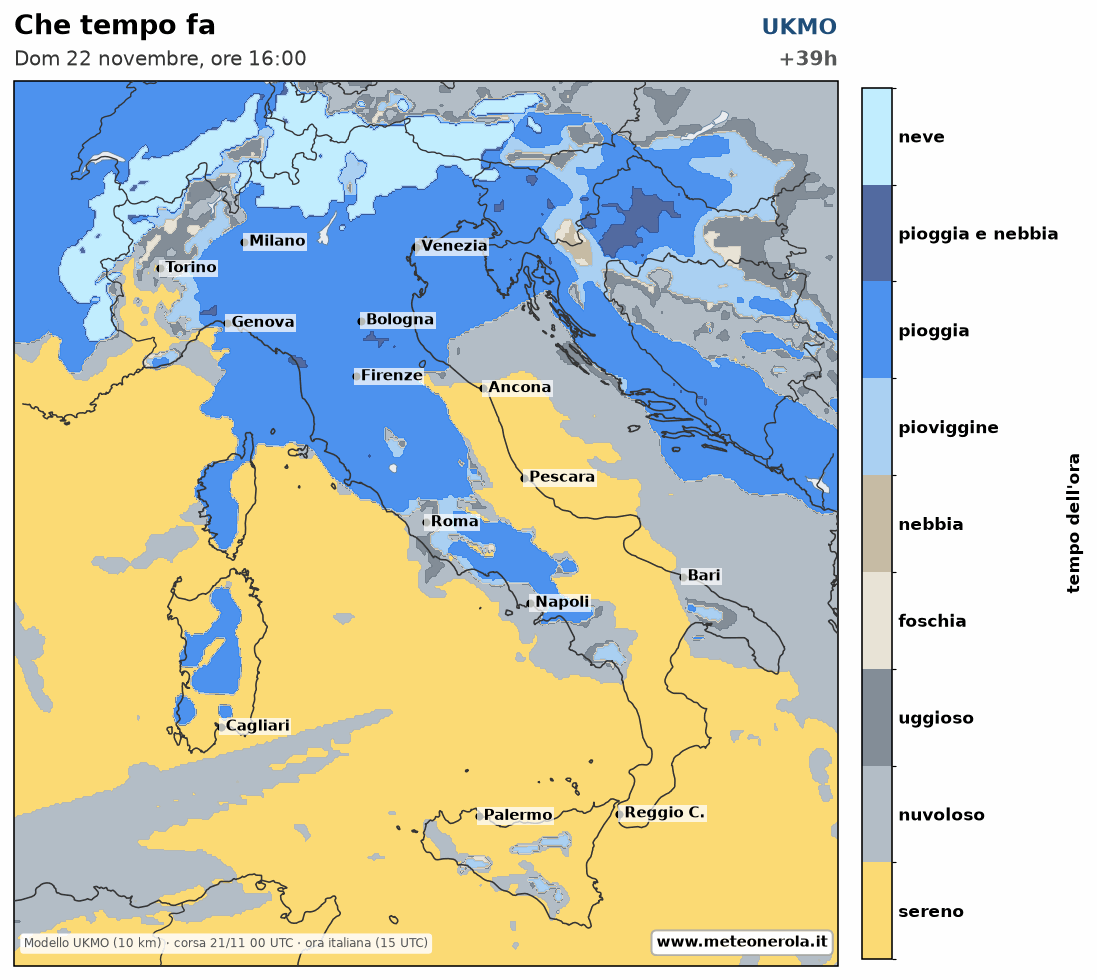 Che tempo fa
UKMO
Dom 22 novembre, ore 16:00
+39h
neve
pioggia e nebbia
pioggia
pioviggine
nebbia
foschia
uggioso
nuvoloso
sereno
tempo dell'ora
Milano
Venezia
Torino
Genova
Bologna
Firenze
Ancona
Pescara
Roma
Bari
Napoli
Cagliari
Palermo
Reggio C.
Modello UKMO (10 km) · corsa 21/11 00 UTC · ora italiana (15 UTC)
www.meteonerola.it